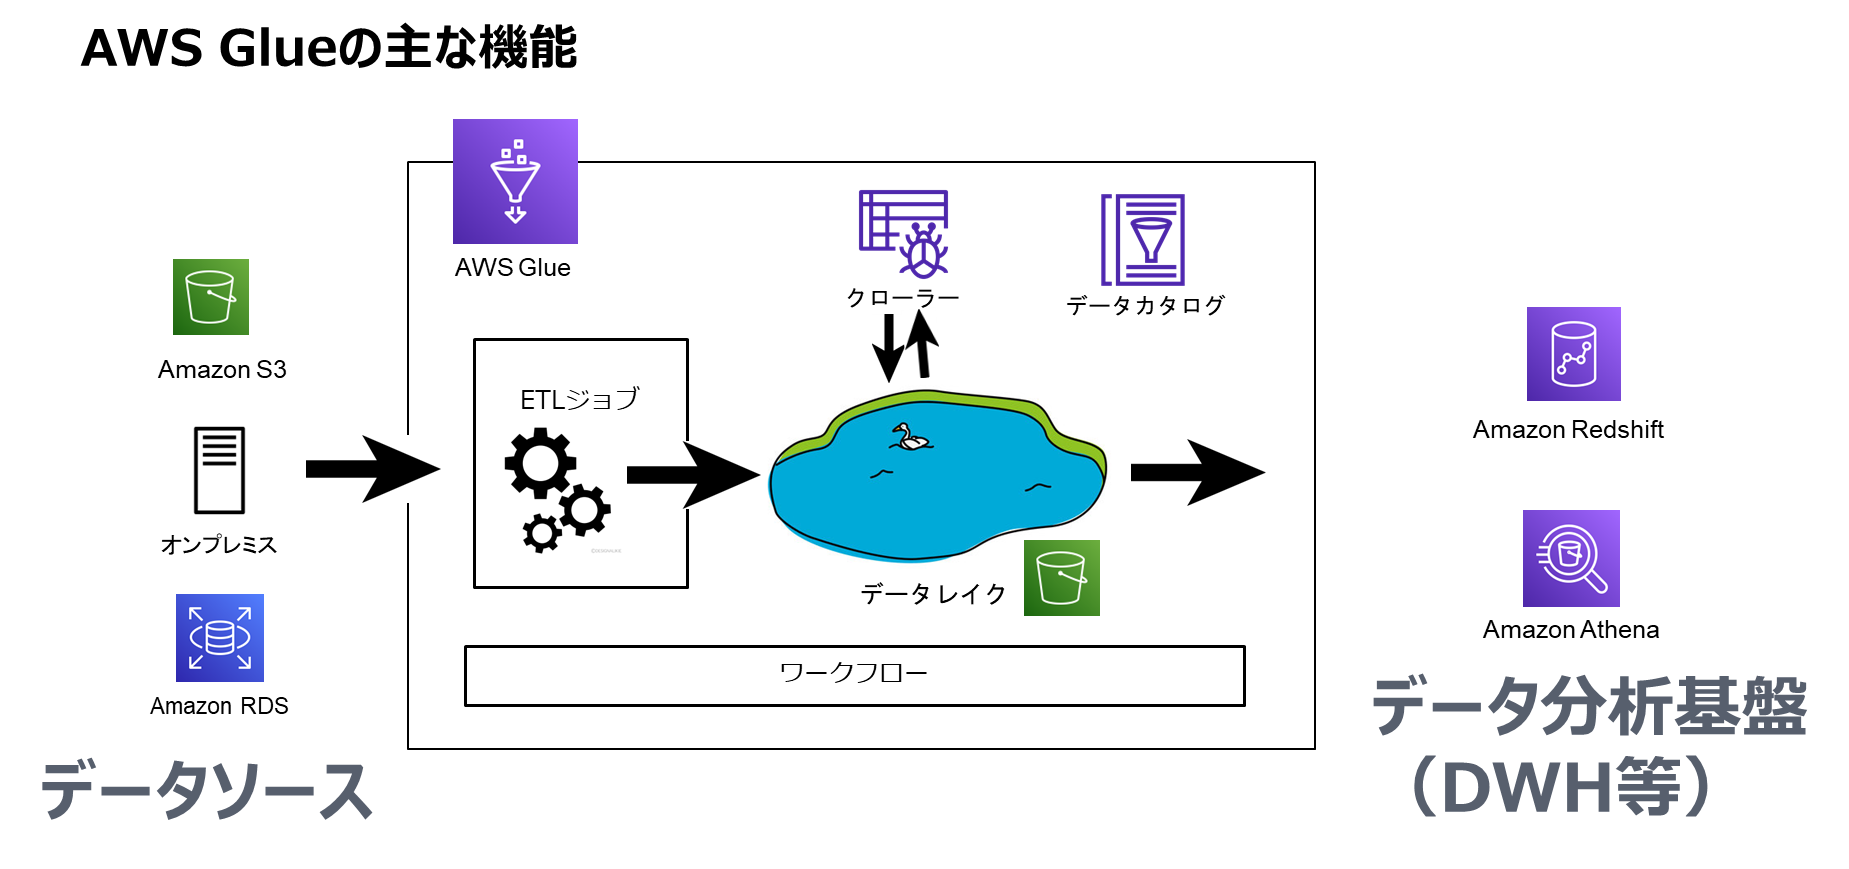 AWS Glueの主な機能
AWS Glue
クローラー
データカタログ
Amazon S3
ETLジョブ
オンプレミス
Amazon RDS
データソース
データレイク
ワークフロー
Amazon Redshift
Amazon Athena
データ分析基盤
（DWH等）